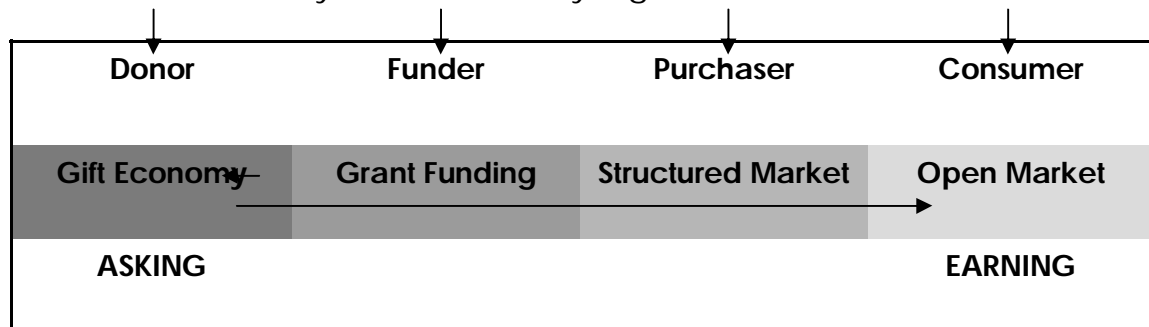 Donor Funder Purchaser Consumer
Gift Economy Grant Funding Structured Market Open Market
ASKING EARNING